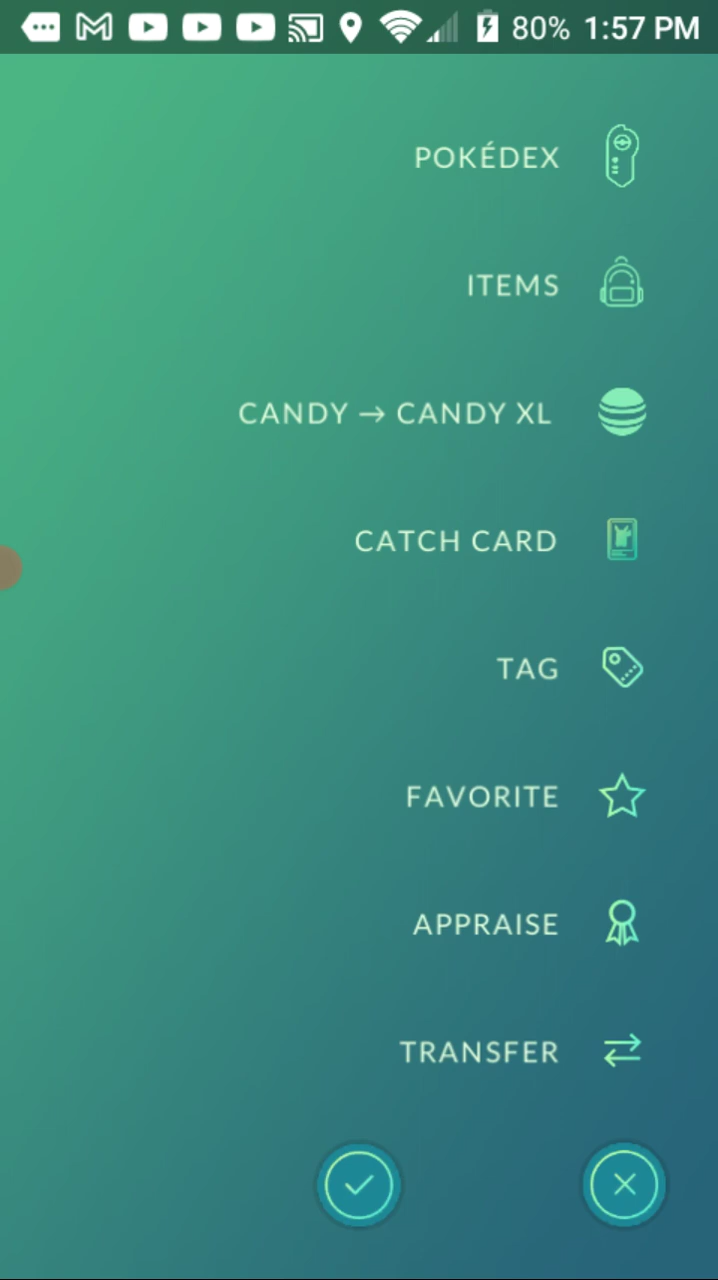 80% 1:57 PM
POKÉDEX
ITEMS
CANDY → CANDY XL
CATCH CARD
TAG
FAVORITE
APPRAISE
TRANSFER